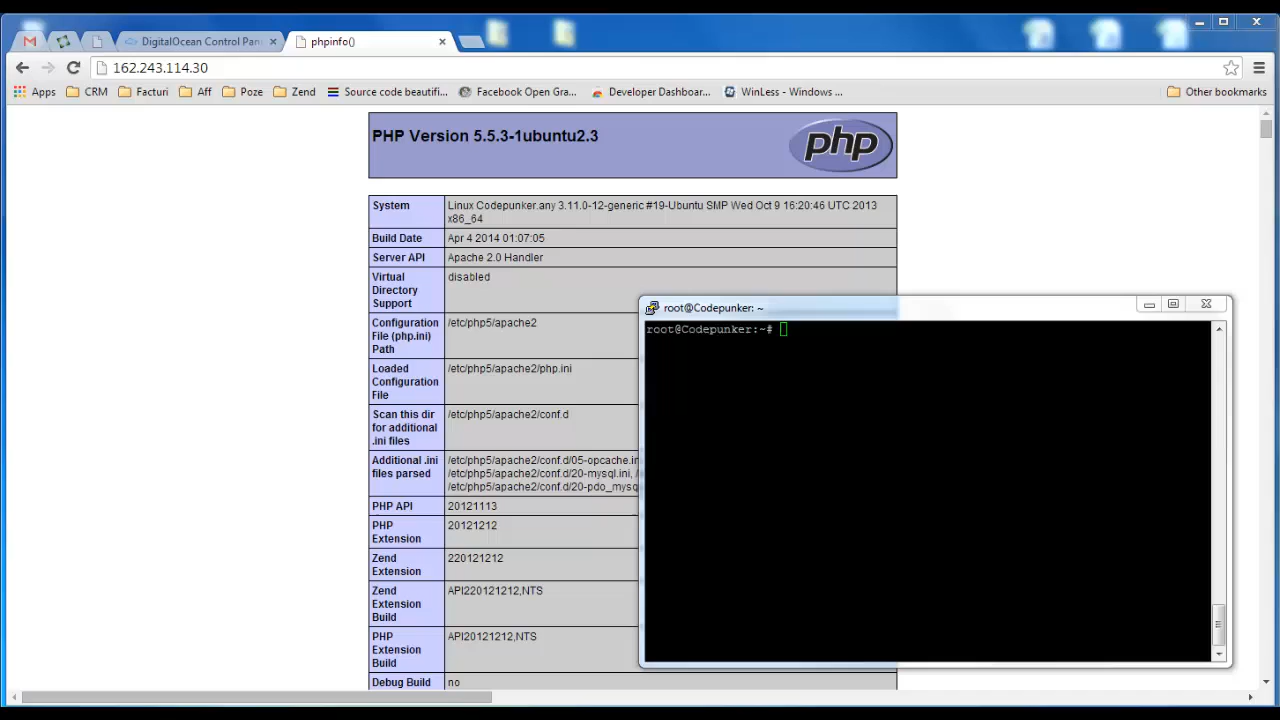 DigitalOcean Control Pan
phpinfo()
162.243.114.30
Apps
CRM
Facturi
Aff
Poze
Zend
Source code beautifi...
Facebook Open Gra...
Developer Dashboar...
WinLess - Windows ...
Other bookmarks
PHP Version 5.5.3-1ubuntu2.3
php
System
Linux Codepunker.any 3.11.0-12-generic #19-Ubuntu SMP Wed Oct 9 16:20:46 UTC 2013
x86_64
Build Date
Apr 4 2014 01:07:05
Server API
Apache 2.0 Handler
Virtual
Directory
Support
disabled
Configuration
File (php.ini)
Path
/etc/php5/apache2
Loaded
Configuration
File
/etc/php5/apache2/php.ini
Scan this dir
for additional
.ini files
/etc/php5/apache2/conf.d
Additional .ini
files parsed
/etc/php5/apache2/conf.d/05-opcache.in
/etc/php5/apache2/conf.d/20-mysql.ini, /
/etc/php5/apache2/conf.d/20-pdo_mysq
PHP API
20121113
PHP
Extension
20121212
Zend
Extension
220121212
Zend
Extension
Build
API220121212,NTS
PHP
Extension
Build
API20121212,NTS
Debug Build
no
root@Codepunker: ~
root@Codepunker:~#